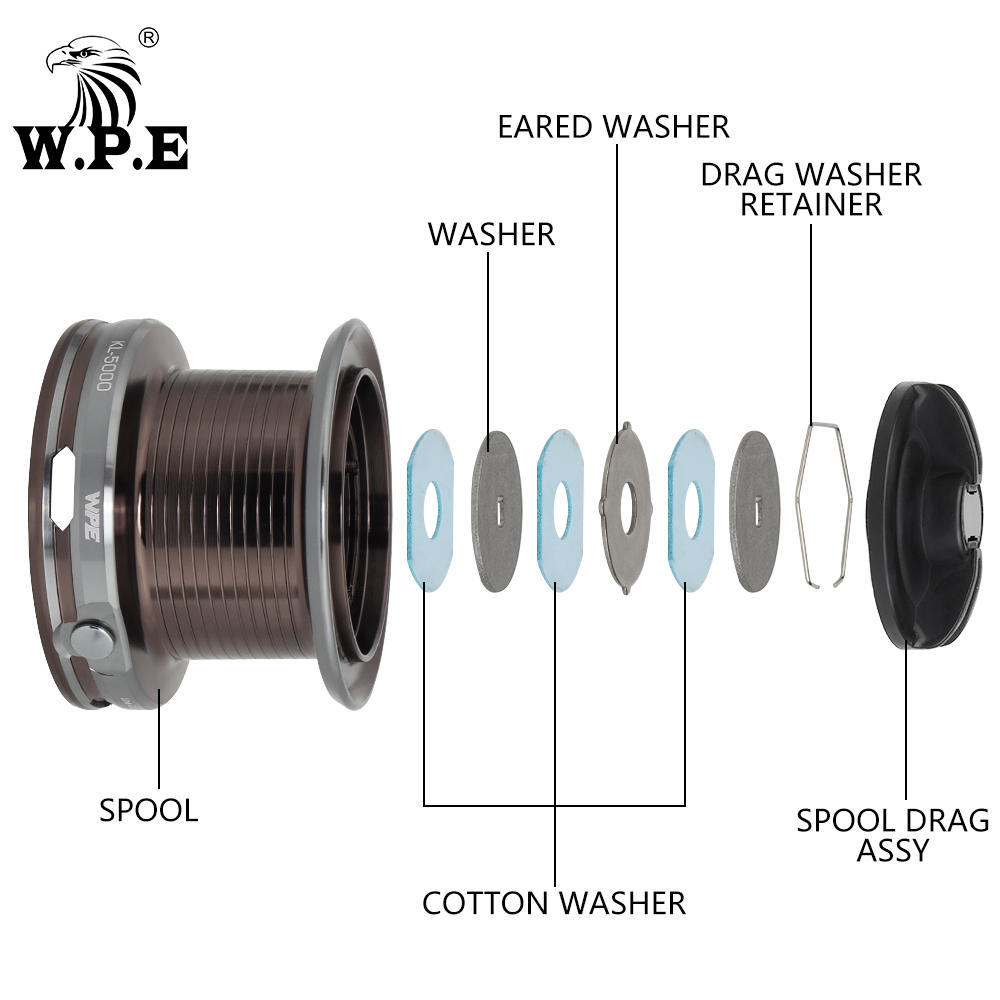 ®
W.P.E
EARED WASHER
DRAG WASHER
RETAINER
WASHER
KL-5000
WPE
SPOOL
SPOOL DRAG
ASSY
COTTON WASHER